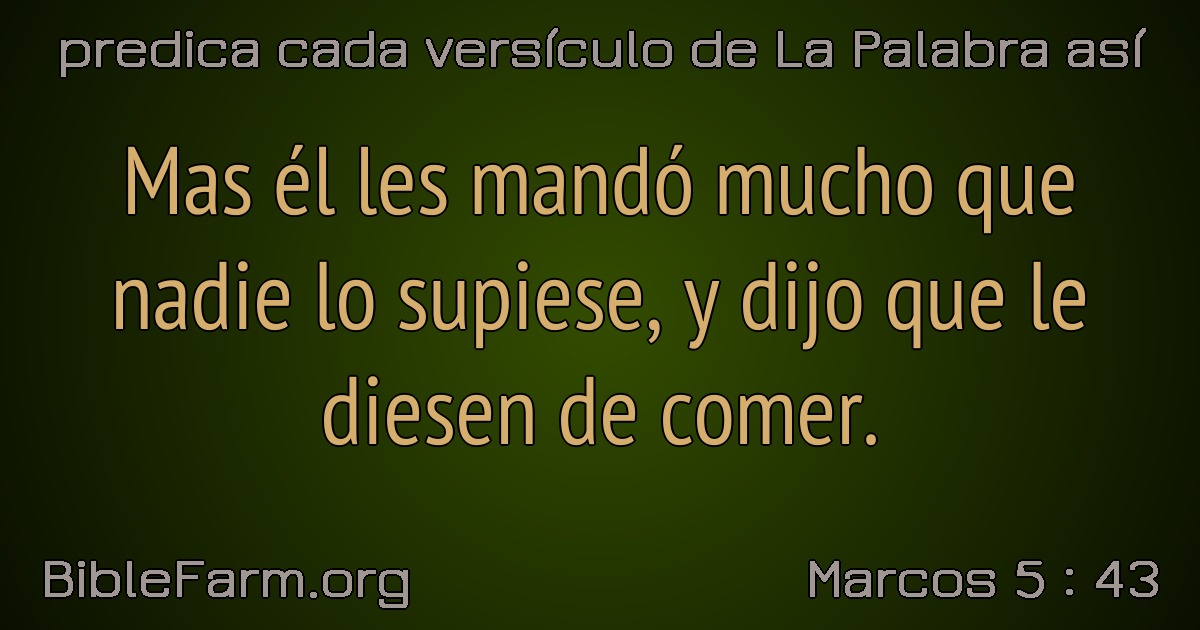 predica cada versículo de La Palabra así
Mas él les mandó mucho que
nadie lo supiese, y dijo que le
diesen de comer.
BibleFarm.org
Marcos 5 : 43